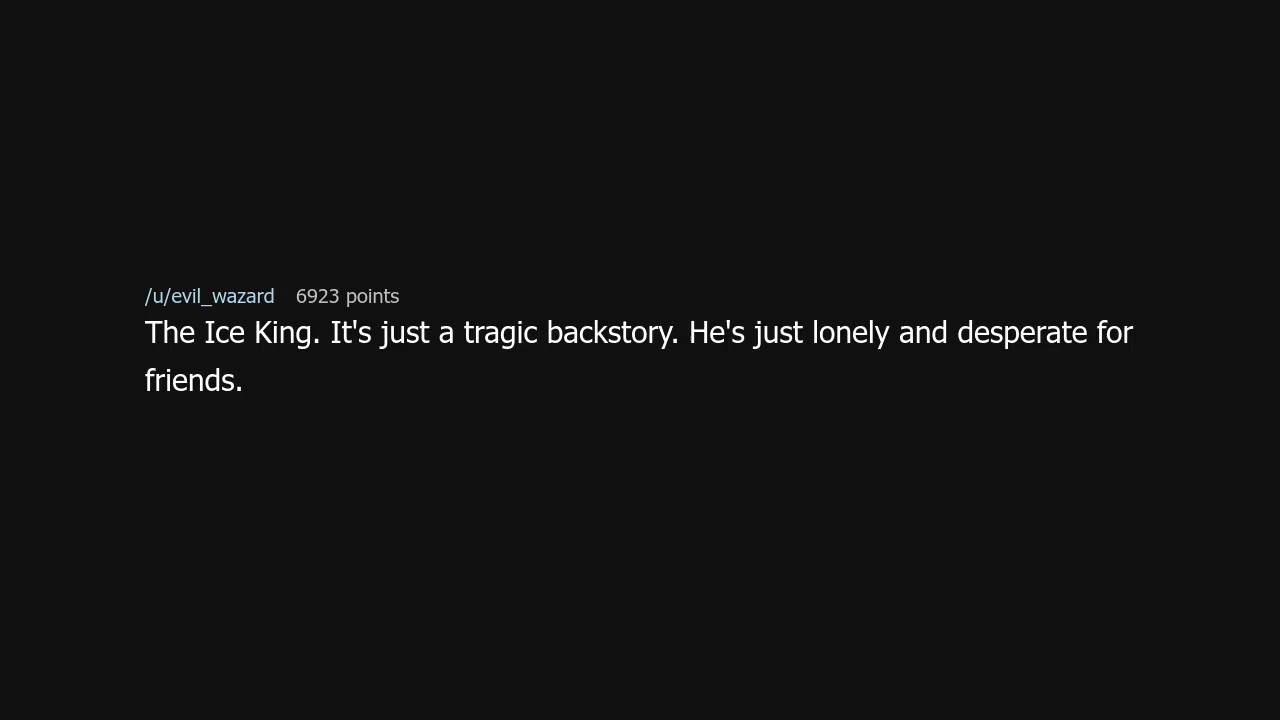 /u/evil_wazard 6923 points
The Ice King. It's just a tragic backstory. He's just lonely and desperate for
friends.